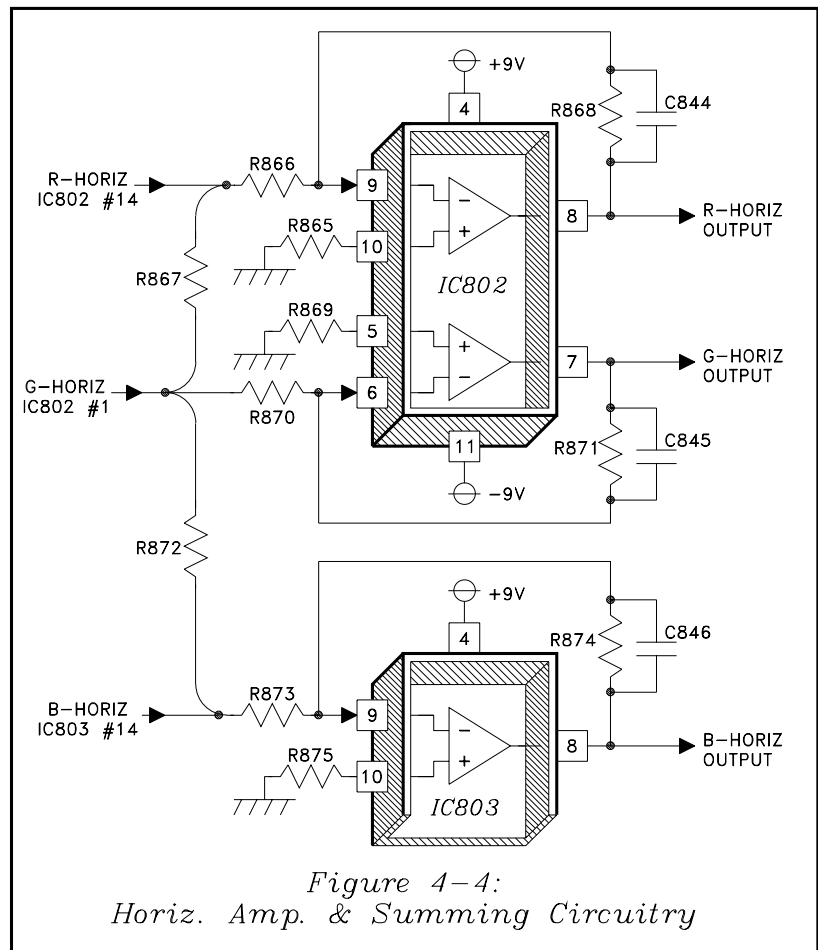 +9V
4
R868
C844
R866
R-HORIZ
IC802 #14
9
8
R-HORIZ
OUTPUT
R865
10
R867
IC802
R869
5
G-HORIZ
IC802 #1
7
G-HORIZ
OUTPUT
6
R870
11
R871
C845
-9V
R872
+9V
4
R874
C846
R873
B-HORIZ
IC803 #14
9
8
B-HORIZ
OUTPUT
R875
10
IC803
Figure 4-4:
Horiz. Amp. & Summing Circuitry